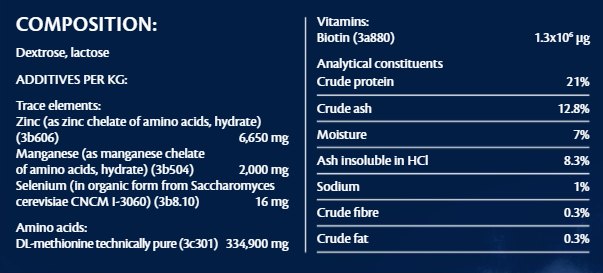 COMPOSITION:
Dextrose, lactose
ADDITIVES PER KG:
Trace elements:
Zinc (as zinc chelate of amino acids, hydrate)
(3b606) 6,650 mg
Manganese (as manganese chelate
of amino acids, hydrate) (3b504) 2,000 mg
Selenium (in organic form from Saccharomyces
cerevisiae CNCM I-3060) (3b8.10) 16 mg
Amino acids:
DL-methionine technically pure (3c301) 334,900 mg
Vitamins:
Biotin (3a880) 1.3x10⁶ µg
Analytical constituents
Crude protein 21%
Crude ash 12.8%
Moisture 7%
Ash insoluble in HCl 8.3%
Sodium 1%
Crude fibre 0.3%
Crude fat 0.3%